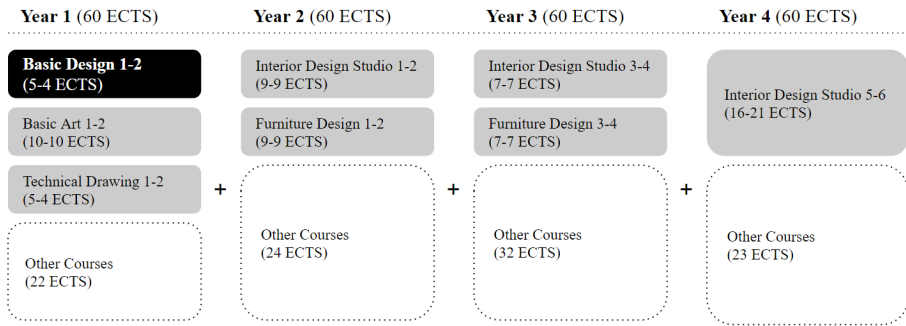 Year 1 (60 ECTS)
Basic Design 1-2
(5-4 ECTS)
Basic Art 1-2
(10-10 ECTS)
Technical Drawing 1-2
(5-4 ECTS)
Other Courses
(22 ECTS)
+
Year 2 (60 ECTS)
Interior Design Studio 1-2
(9-9 ECTS)
Furniture Design 1-2
(9-9 ECTS)
Other Courses
(24 ECTS)
+
Year 3 (60 ECTS)
Interior Design Studio 3-4
(7-7 ECTS)
Furniture Design 3-4
(7-7 ECTS)
Other Courses
(32 ECTS)
+
Year 4 (60 ECTS)
Interior Design Studio 5-6
(16-21 ECTS)
Other Courses
(23 ECTS)